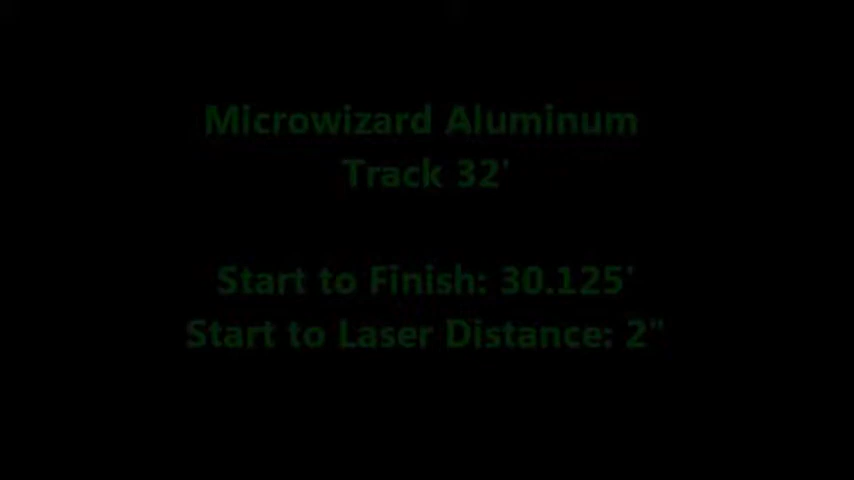 Microwizard Aluminum
Track 32'
Start to Finish: 30.125'
Start to Laser Distance: 2"